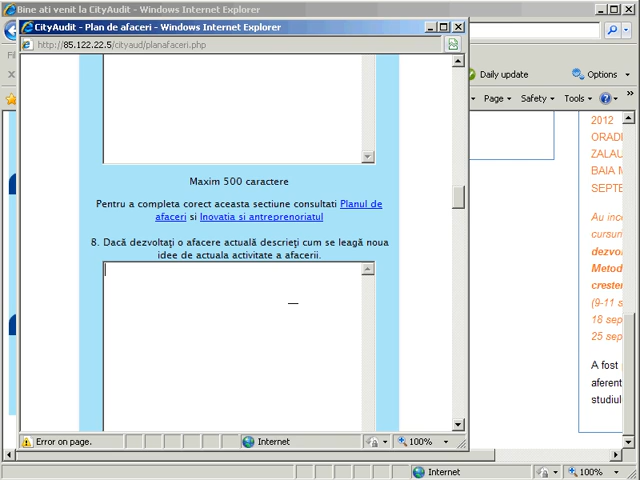 Bine ati venit la CityAudit - Windows Internet Explorer
CityAudit - Plan de afaceri - Windows Internet Explorer
http://85.122.22.5/cityaud/planafaceri.php
Daily update
Options
Page
Safety
Tools
Maxim 500 caractere
Pentru a completa corect aceasta sectiune consultati Planul de
afaceri si Inovatia si antreprenoriatul
8. Dacă dezvoltaţi o afacere actuală descrieţi cum se leagă noua
idee de actuala activitate a afacerii.
2012
ORADI
ZALAU
BAIA M
SEPTE
Au inc
cursun
dezvo
Metod
crester
(9-11 s
18 sep
25 sep
A fost
aferent
studiul
Error on page.
Internet
100%
Internet
100%